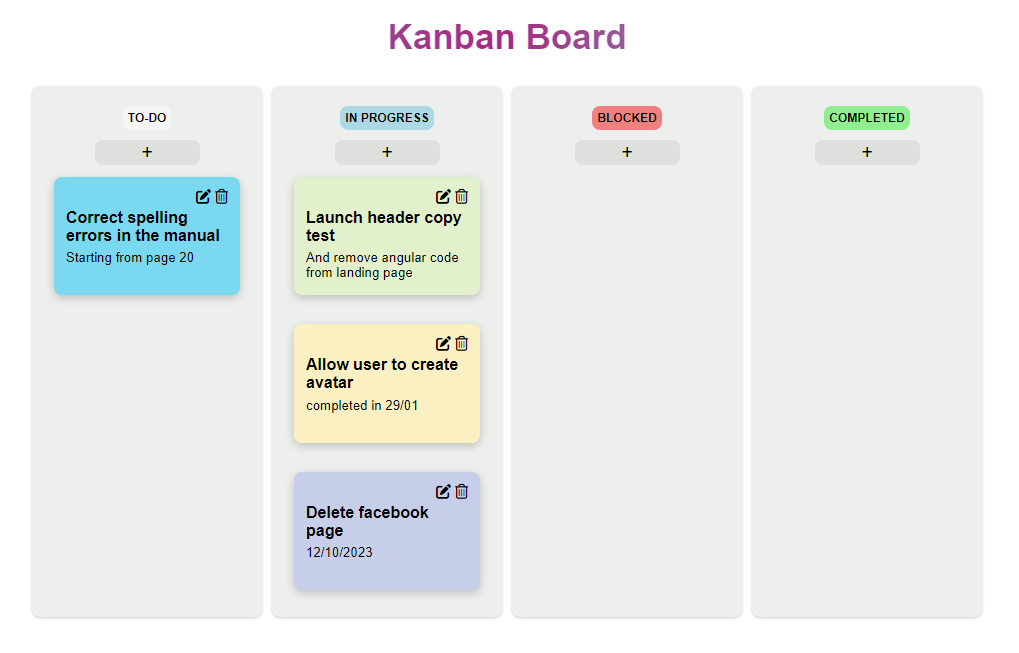 Kanban Board
TO-DO
+
Correct spelling
errors in the manual
Starting from page 20
IN PROGRESS
+
Launch header copy
test
And remove angular code
from landing page
Allow user to create
avatar
completed in 29/01
Delete facebook
page
12/10/2023
BLOCKED
+
COMPLETED
+